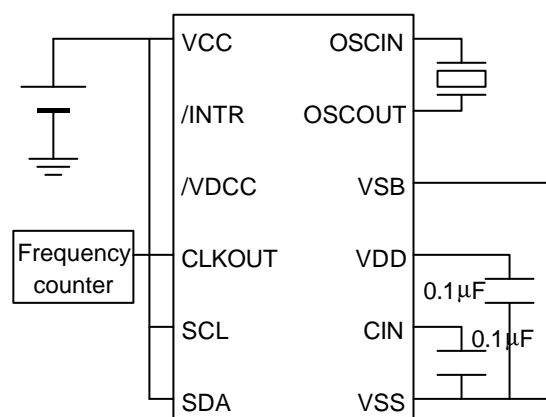 VCC
OSCIN
/INTR
OSCOUT
/VDCC
VSB
Frequency
counter
CLKOUT
VDD
0.1μF
SCL
CIN
0.1μF
SDA
VSS